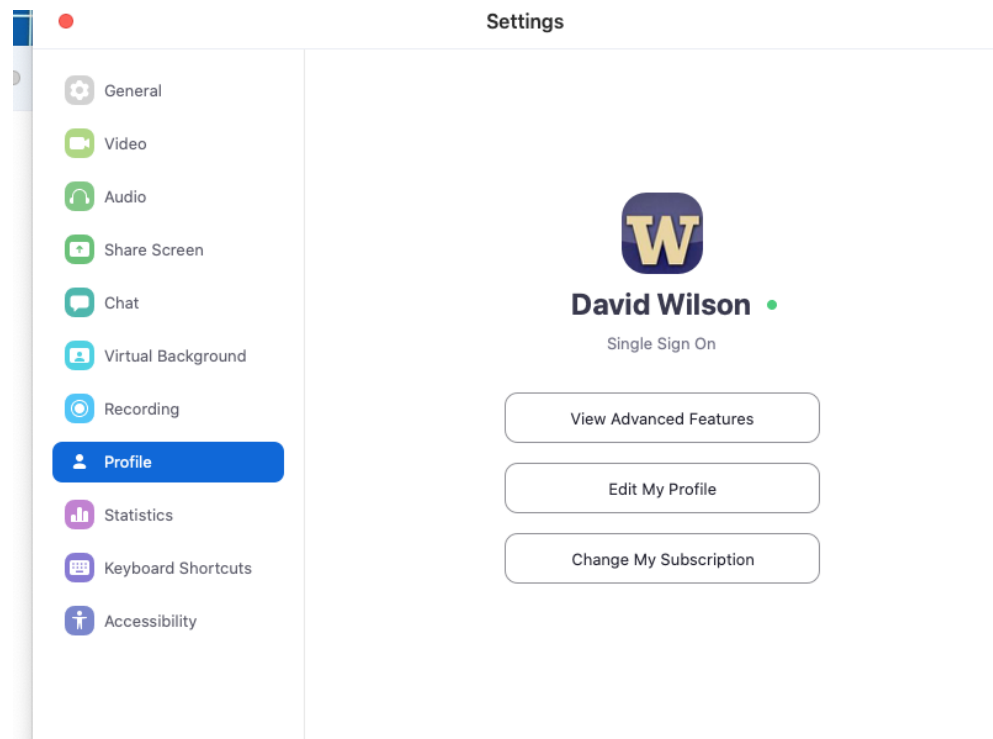 Settings
General
Video
Audio
Share Screen
Chat
Virtual Background
Recording
Profile
Statistics
Keyboard Shortcuts
Accessibility
W
David Wilson
Single Sign On
View Advanced Features
Edit My Profile
Change My Subscription